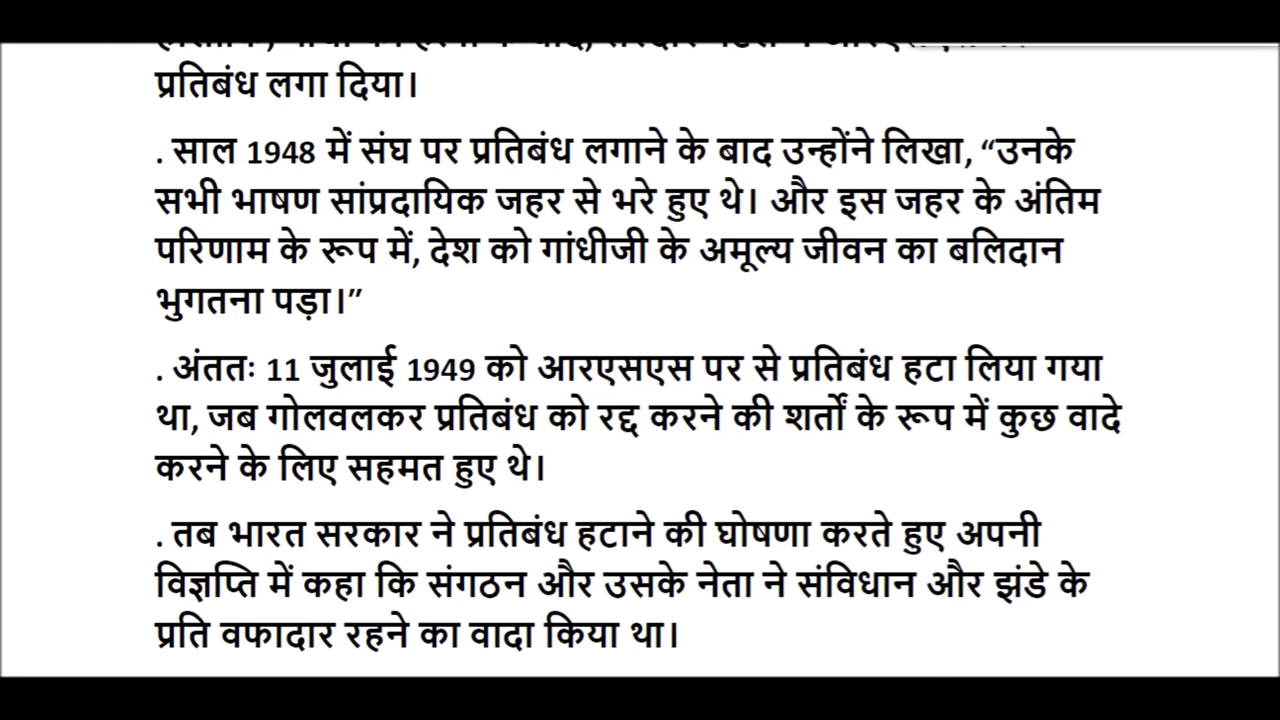 प्रतिबंध लगा दिया।
. साल 1948 में संघ पर प्रतिबंध लगाने के बाद उन्होंने लिखा, “उनके
सभी भाषण सांप्रदायिक जहर से भरे हुए थे। और इस जहर के अंतिम
परिणाम के रूप में, देश को गांधीजी के अमूल्य जीवन का बलिदान
भुगतना पड़ा।”
. अंततः 11 जुलाई 1949 को आरएसएस पर से प्रतिबंध हटा लिया गया
था, जब गोलवलकर प्रतिबंध को रद्द करने की शर्तों के रूप में कुछ वादे
करने के लिए सहमत हुए थे।
. तब भारत सरकार ने प्रतिबंध हटाने की घोषणा करते हुए अपनी
विज्ञप्ति में कहा कि संगठन और उसके नेता ने संविधान और झंडे के
प्रति वफादार रहने का वादा किया था।